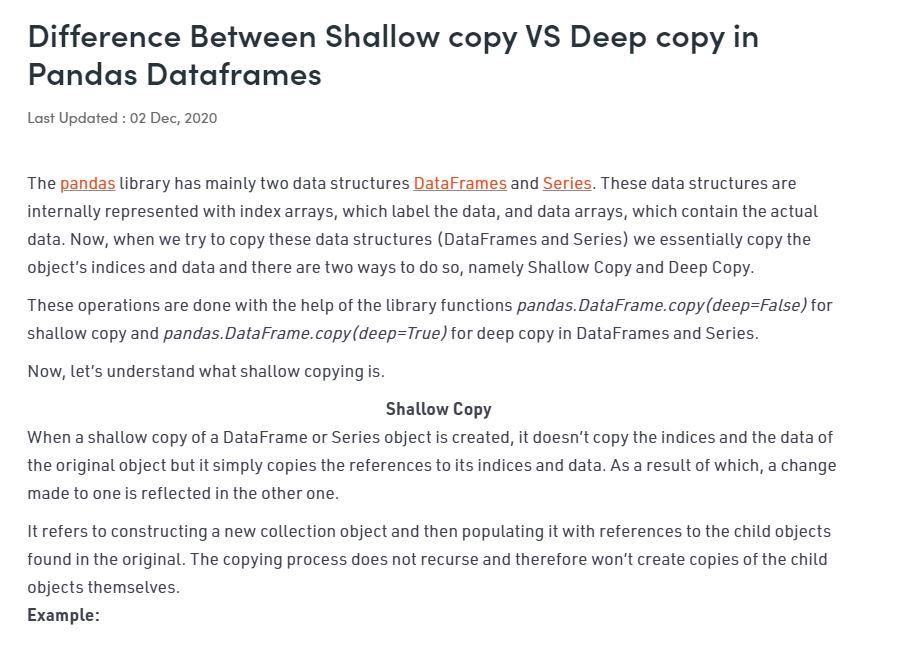 Difference Between Shallow copy VS Deep copy in
Pandas Dataframes
Last Updated : 02 Dec, 2020
The pandas library has mainly two data structures DataFrames and Series. These data structures are
internally represented with index arrays, which label the data, and data arrays, which contain the actual
data. Now, when we try to copy these data structures (DataFrames and Series) we essentially copy the
object’s indices and data and there are two ways to do so, namely Shallow Copy and Deep Copy.
These operations are done with the help of the library functions pandas.DataFrame.copy(deep=False) for
shallow copy and pandas.DataFrame.copy(deep=True) for deep copy in DataFrames and Series.
Now, let’s understand what shallow copying is.
Shallow Copy
When a shallow copy of a DataFrame or Series object is created, it doesn’t copy the indices and the data of
the original object but it simply copies the references to its indices and data. As a result of which, a change
made to one is reflected in the other one.
It refers to constructing a new collection object and then populating it with references to the child objects
found in the original. The copying process does not recurse and therefore won’t create copies of the child
objects themselves.
Example: